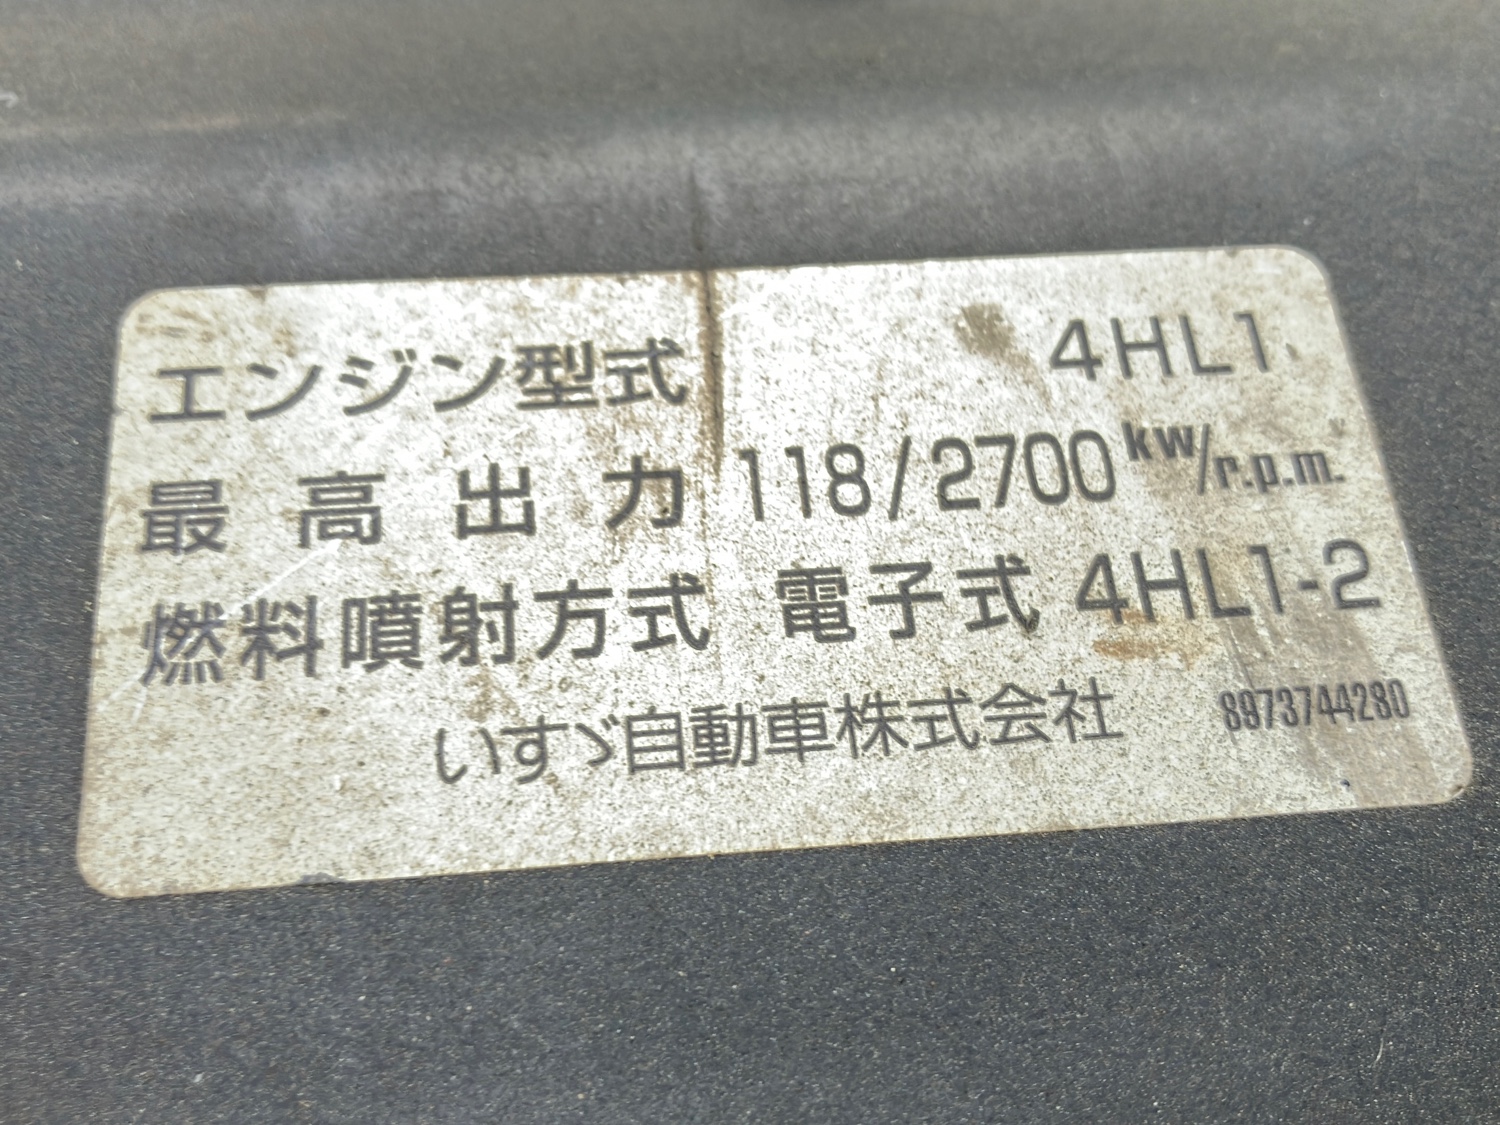 エンジン型式 4HL1
最高出力 118/2700 kw/r.p.m.
燃料噴射方式 電子式 4HL1-2
いすゞ自動車株式会社 8973744280